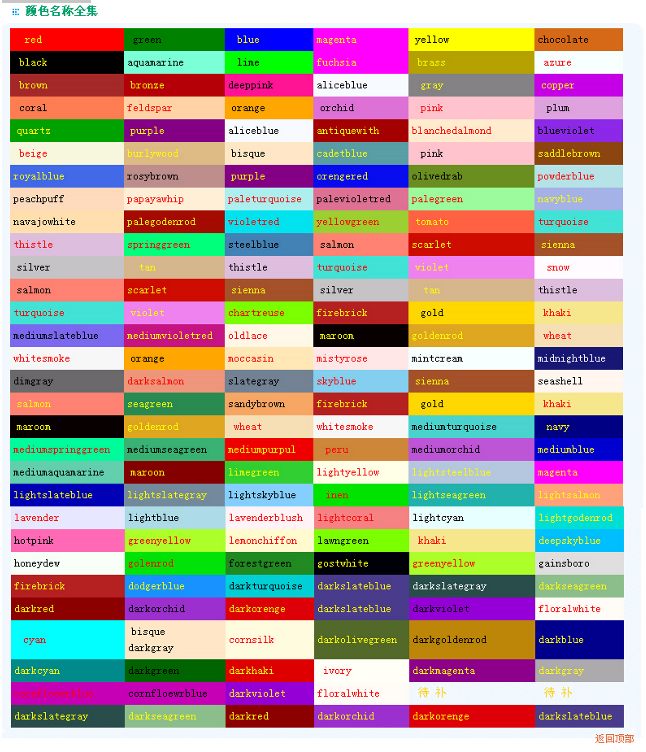 颜色名称全集
red green blue magenta yellow chocolate
black aquamarine lime fuchsia brass azure
brown bronze deeppink aliceblue gray copper
coral feldspar orange orchid pink plum
quartz purple aliceblue antiquewith blanchedalmond blueviolet
beige burlywood bisque cadetblue pink saddlebrown
royalblue rosybrown purple orengered olivedrab powderblue
peachpuff papayawhip paleturquoise palevioletred palegreen navyblue
navajowhite palegodenrod violetred yellowgreen tomato turquoise
thistle springgreen steelblue salmon scarlet sienna
silver tan thistle turquoise violet snow
salmon scarlet sienna silver tan thistle
turquoise violet chartreuse firebrick gold khaki
mediumslateblue mediumvioletred oldlace maroom goldenrod wheat
whitesmoke orange moccasin mistyrose mintcream midnightblue
dimgray darksalmon slategray skyblue sienna seashell
salmon seagreen sandybrown firebrick gold khaki
maroom goldenrod wheat whitesmoke mediumturquoise navy
mediumspringgreen mediumseagreen mediumpurpul peru mediumorchid mediumblue
mediumaquamarine maroon limegreen lightyellow lightsteelblue magenta
lightslateblue lightslategray lightskyblue inen lightseagreen lightsalmon
lavender lightblue lavenderblush lightcoral lightcyan lightgodenrod
hotpink greenyellow lemonchiffon lawngreen khaki deepskyblue
honeydew golenrod forestgreen gostwhite greenyellow gainsboro
firebrick dodgerblue darkturquoise darkslateblue darkslategray darkseagreen
darkred darkorchid darkorenge darkslateblue darkviolet floralwhite
cyan bisque
darkgray cornsilk darkolivegreen darkgoldenrod darkblue
darkcyan darkgreen darkhaki ivory darkmagenta darkgray
cornfloewrblue darkviolet floralwhite 待 补 待 补
darkslategray darkseagreen darkred darkorchid darkorenge darkslateblue
返回顶部